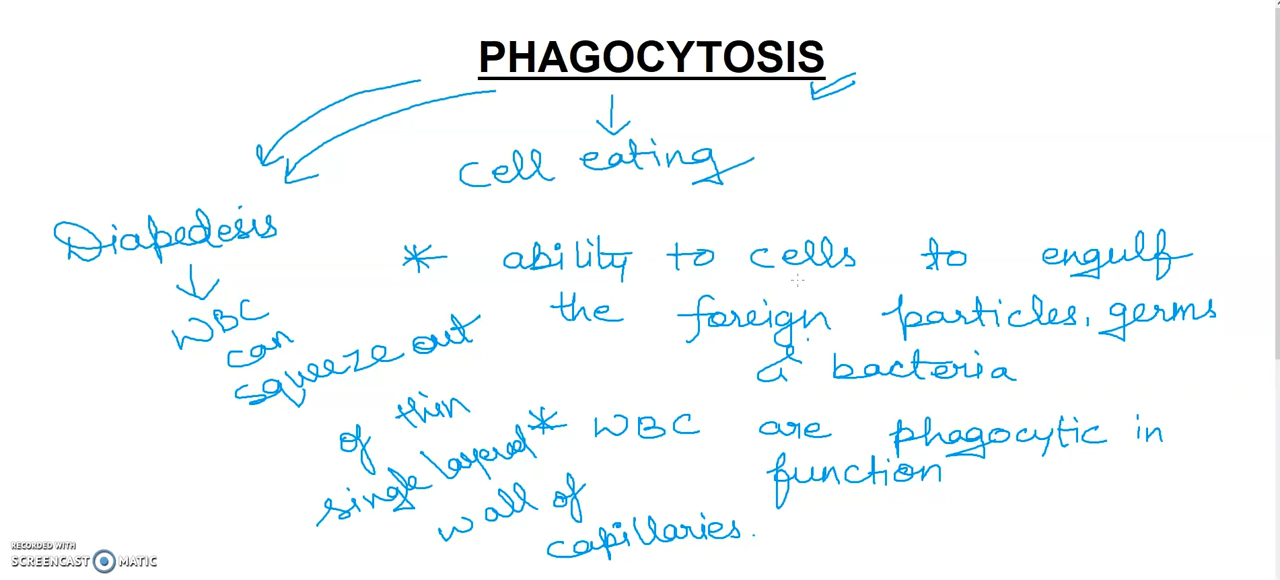 PHAGOCYTOSIS
Cell eating
Diapedesis
WBC
can
squeeze out
of thin
single layered
wall of
capillaries.
* ability to cells to engulf
the foreign particles, germs
& bacteria
* WBC are phagocytic in
function
RECORDED WITH
SCREENCAST MATIC